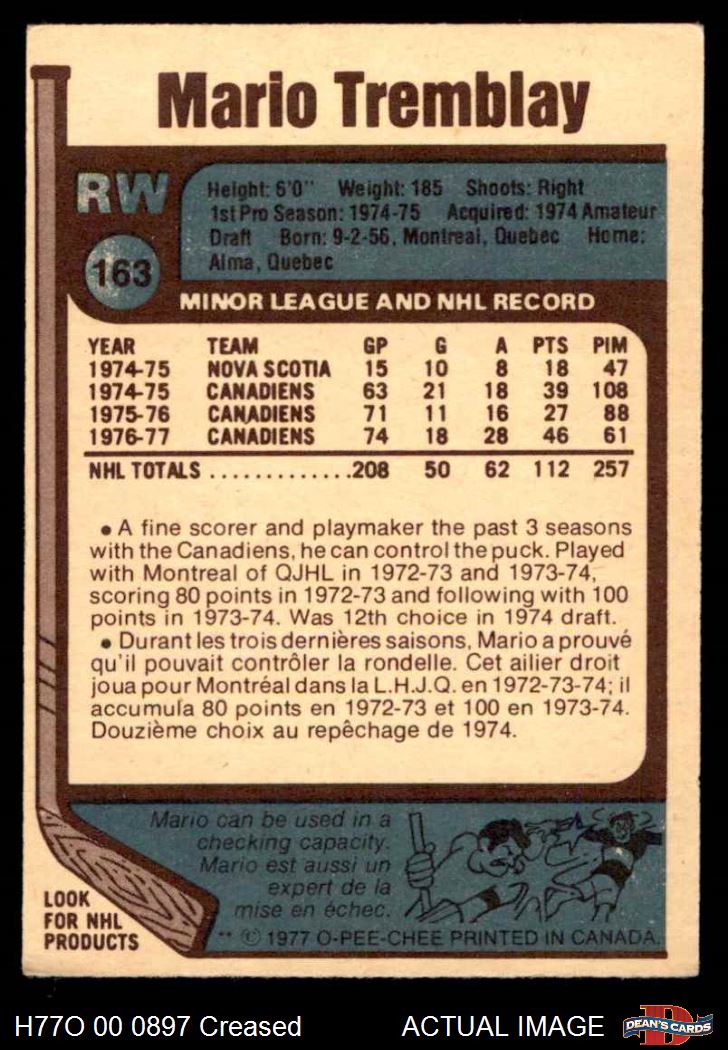 Mario Tremblay
RW
Height: 6'0" Weight: 185 Shoots: Right
1st Pro Season: 1974-75 Acquired: 1974 Amateur
Draft Born: 9-2-56, Montreal, Quebec Home:
Alma, Quebec
163
MINOR LEAGUE AND NHL RECORD
YEAR TEAM GP G A PTS PIM
1974-75 NOVA SCOTIA 15 10 8 18 47
1974-75 CANADIENS 63 21 18 39 108
1975-76 CANADIENS 71 11 16 27 88
1976-77 CANADIENS 74 18 28 46 61
NHL TOTALS .............208 50 62 112 257
• A fine scorer and playmaker the past 3 seasons
with the Canadiens, he can control the puck. Played
with Montreal of QJHL in 1972-73 and 1973-74,
scoring 80 points in 1972-73 and following with 100
points in 1973-74. Was 12th choice in 1974 draft.
• Durant les trois dernières saisons, Mario a prouvé
qu'il pouvait contrôler la rondelle. Cet ailier droit
joua pour Montréal dans la L.H.J.Q. en 1972-73-74; il
accumula 80 points en 1972-73 et 100 en 1973-74.
Douzième choix au repêchage de 1974.
Mario can be used in a
checking capacity.
Mario est aussi un
expert de la
mise en échec.
LOOK
FOR NHL
PRODUCTS
** © 1977 O-PEE-CHEE PRINTED IN CANADA.
H77O 00 0897 Creased ACTUAL IMAGE
D
DEAN'S CARDS